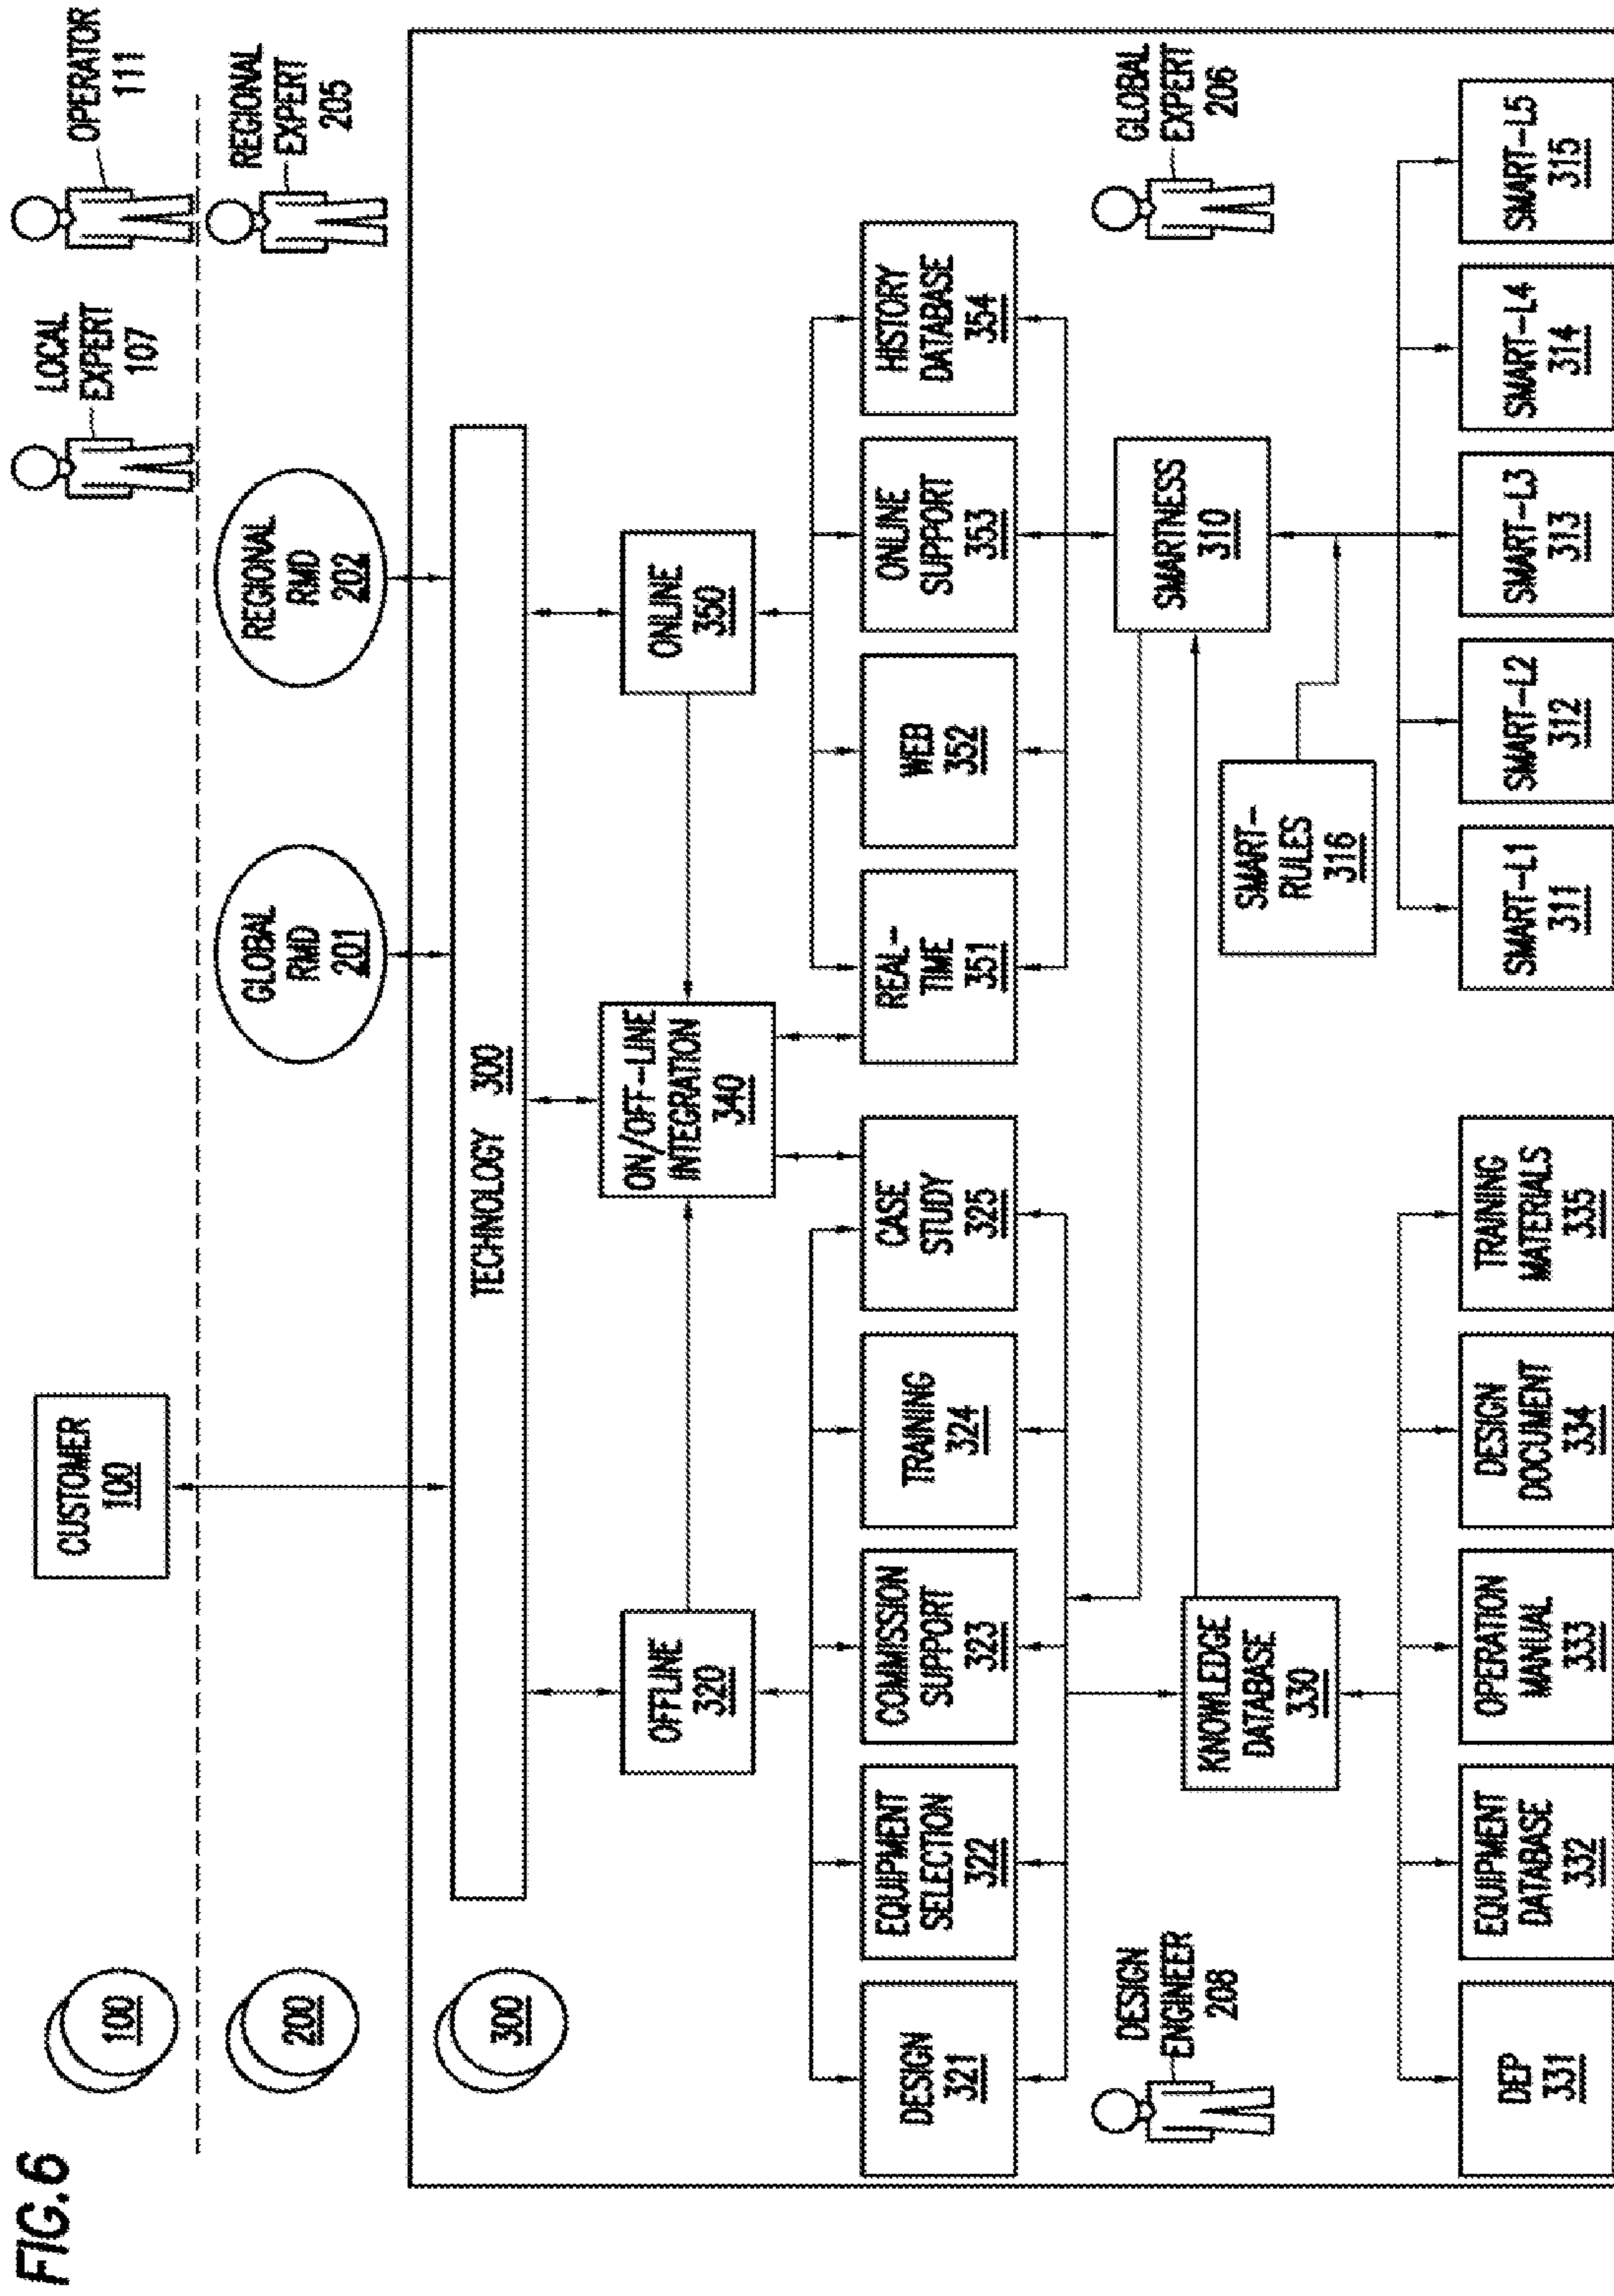 FIG.6
100
CUSTOMER
100
LOCAL
EXPERT
107
OPERATOR
111
200
GLOBAL
RMD
201
REGIONAL
RMD
202
REGIONAL
EXPERT
205
300
TECHNOLOGY 300
OFFLINE
320
ON/OFF-LINE
INTEGRATION
340
ONLINE
350
DESIGN
321
EQUIPMENT
SELECTION
322
COMMISSION
SUPPORT
323
TRAINING
324
CASE
STUDY
325
REAL-
TIME
351
WEB
352
ONLINE
SUPPORT
353
HISTORY
DATABASE
354
DESIGN
ENGINEER
208
KNOWLEDGE
DATABASE
330
SMART-
RULES
316
SMARTNESS
310
GLOBAL
EXPERT
206
DEP
331
EQUIPMENT
DATABASE
332
OPERATION
MANUAL
333
DESIGN
DOCUMENT
334
TRAINING
MATERIALS
335
SMART-L1
311
SMART-L2
312
SMART-L3
313
SMART-L4
314
SMART-L5
315